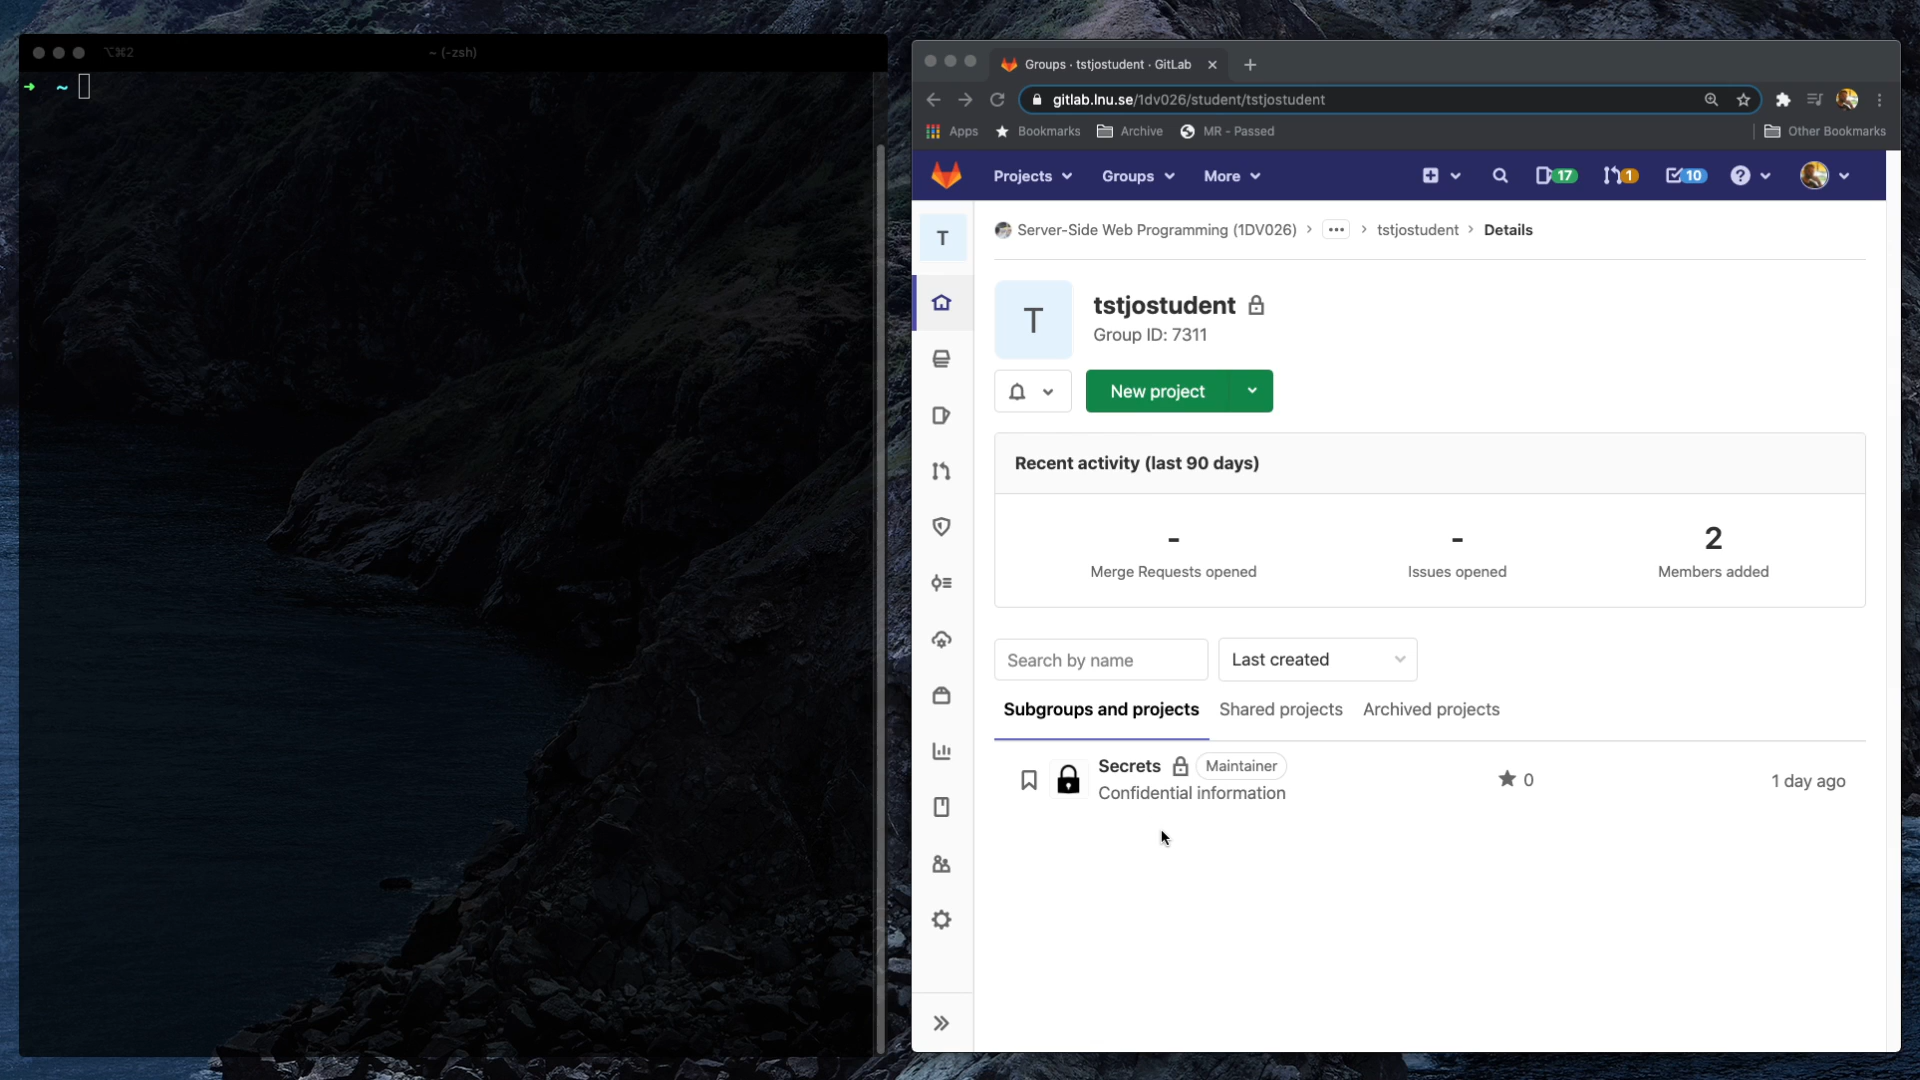 ⌥⌘2
~ (-zsh)
➜ ~
Groups · tstjostudent · GitLab
gitlab.lnu.se/1dv026/student/tstjostudent
Apps
Bookmarks
Archive
MR - Passed
Other Bookmarks
Projects
Groups
More
17
1
10
T
Server-Side Web Programming (1DV026) > ••• > tstjostudent > Details
T
tstjostudent
Group ID: 7311
New project
Recent activity (last 90 days)
-
-
2
Merge Requests opened
Issues opened
Members added
Search by name
Last created
Subgroups and projects
Shared projects
Archived projects
Secrets
Maintainer
0
1 day ago
Confidential information